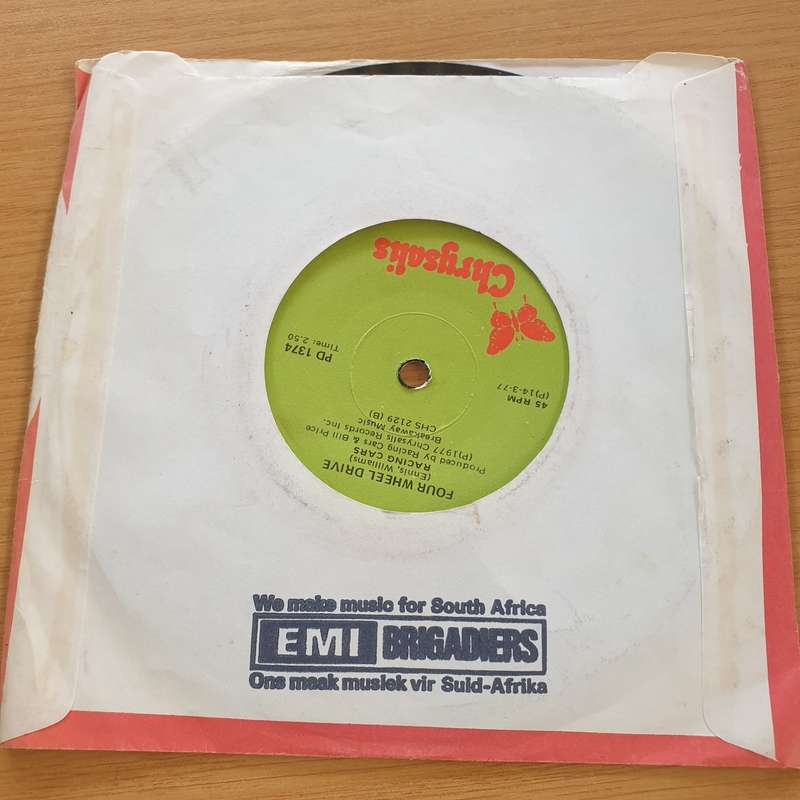 Chrysalis
45 RPM
(P)14-3-77
PD 1374
Time: 2.50
CHS 2129 (B)
Breakaway Music
(P)1977 Chrysalis Records Inc.
Produced by Racing Cars & Bill Price
RACING CARS
(Ennis, Williams)
FOUR WHEEL DRIVE
We make music for South Africa
EMI BRIGADIERS
Ons maak musiek vir Suid-Afrika